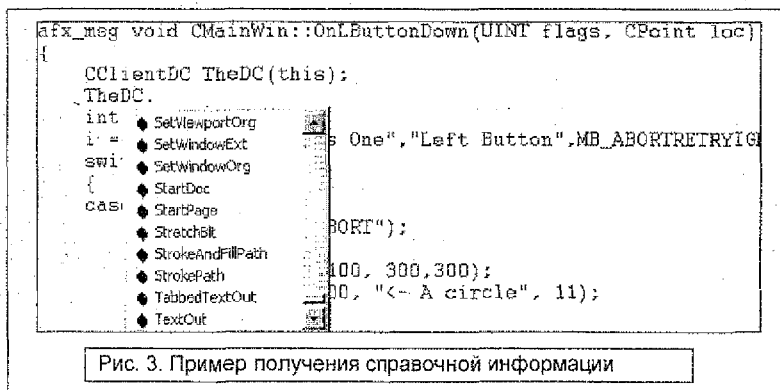 afx_msg void CMainWin::OnLButtonDown(UINT flags, CPoint loc)
{
CClientDC TheDC(this);
TheDC.
int
i =
s One","Left Button",MB_ABORTRETRYIG
swi
{
cas
BORT");
100, 300,300);
00, "<- A circle", 11);
SetViewportOrg
SetWindowExt
SetWindowOrg
StartDoc
StartPage
StretchBlt
StrokeAndFillPath
StrokePath
TabbedTextOut
TextOut
Рис. 3. Пример получения справочной информации